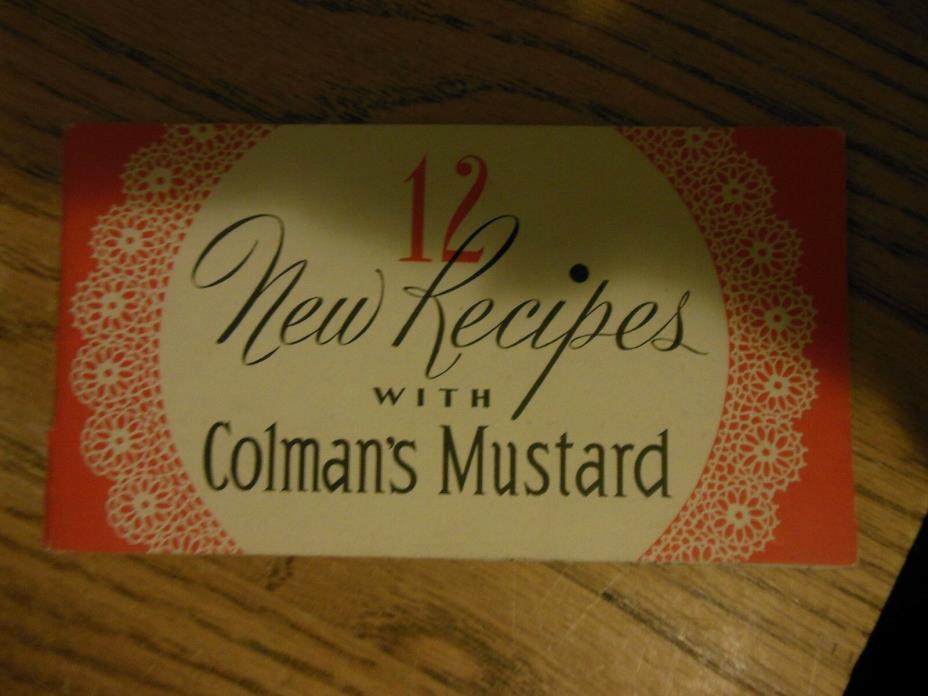 12
New Recipes
WITH
Colman's Mustard